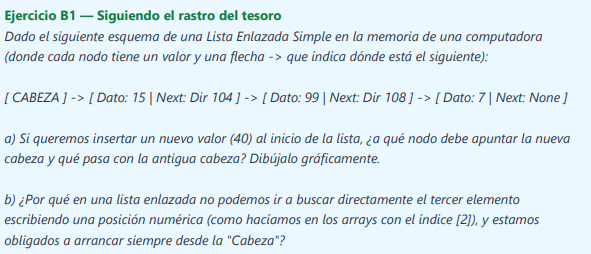 Ejercicio B1 — Siguiendo el rastro del tesoro
Dado el siguiente esquema de una Lista Enlazada Simple en la memoria de una computadora
(donde cada nodo tiene un valor y una flecha -> que indica dónde está el siguiente):
[ CABEZA ] -> [ Dato: 15 | Next: Dir 104 ] -> [ Dato: 99 | Next: Dir 108 ] -> [ Dato: 7 | Next: None ]
a) Si queremos insertar un nuevo valor (40) al inicio de la lista, ¿a qué nodo debe apuntar la nueva
cabeza y qué pasa con la antigua cabeza? Dibújalo gráficamente.
b) ¿Por qué en una lista enlazada no podemos ir a buscar directamente el tercer elemento
escribiendo una posición numérica (como hacíamos en los arrays con el índice [2]), y estamos
obligados a arrancar siempre desde la "Cabeza"?